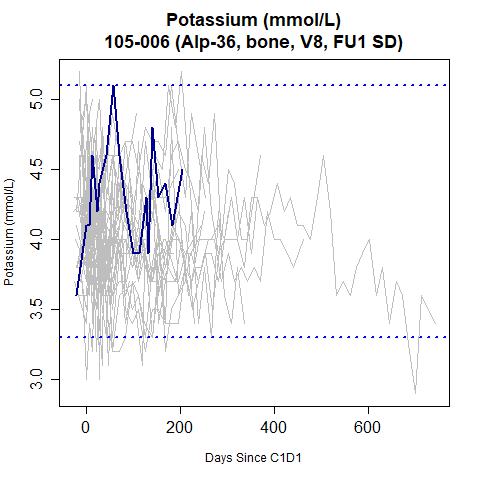 Potassium (mmol/L)
105-006 (Alp-36, bone, V8, FU1 SD)
Potassium (mmol/L)
5.0
4.5
4.0
3.5
3.0
0 200 400 600
Days Since C1D1